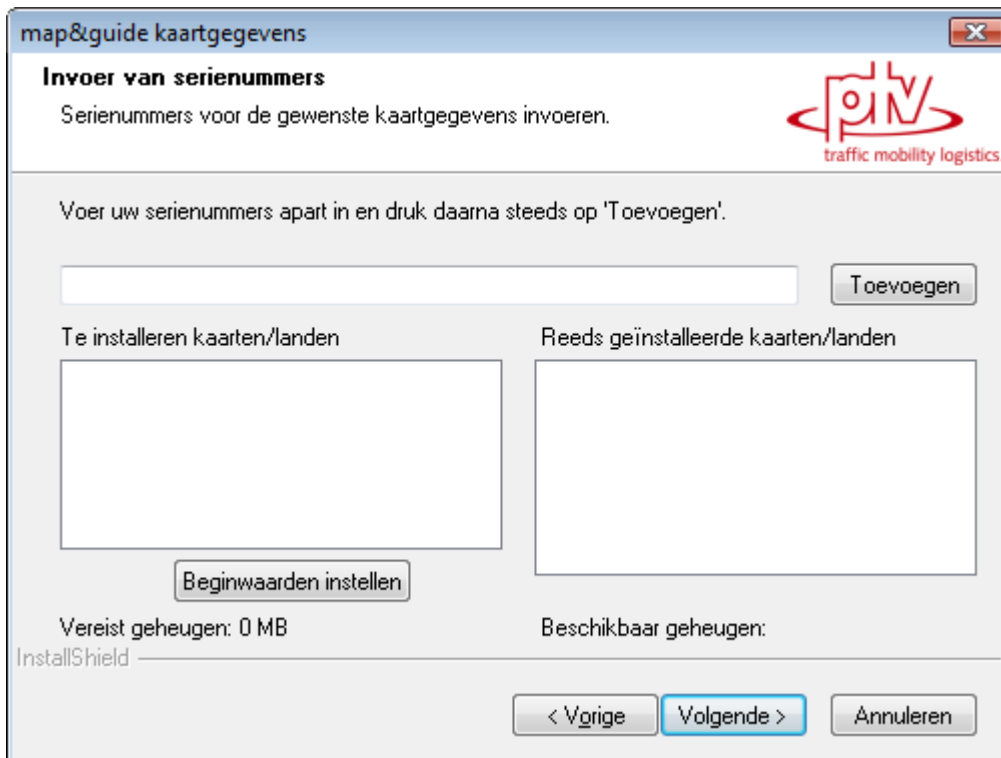 map&guide kaartgegevens
Invoer van serienummers
Serienummers voor de gewenste kaartgegevens invoeren.
ptv
traffic mobility logistics.
Voer uw serienummers apart in en druk daarna steeds op 'Toevoegen'.
Toevoegen
Te installeren kaarten/landen
Reeds geïnstalleerde kaarten/landen
Beginwaarden instellen
Vereist geheugen: 0 MB
Beschikbaar geheugen:
InstallShield
< Vorige
Volgende >
Annuleren